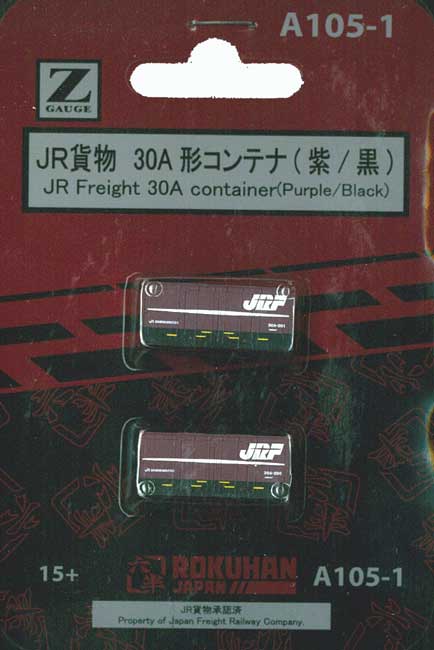 A105-1
Z
GAUGE
JR貨物 30A 形コンテナ(紫/黒)
JR Freight 30A container(Purple/Black)
JRF
JRF
15+
ROKUHAN
JAPAN
A105-1
JR貨物承認済
Property of Japan Freight Railway Company.